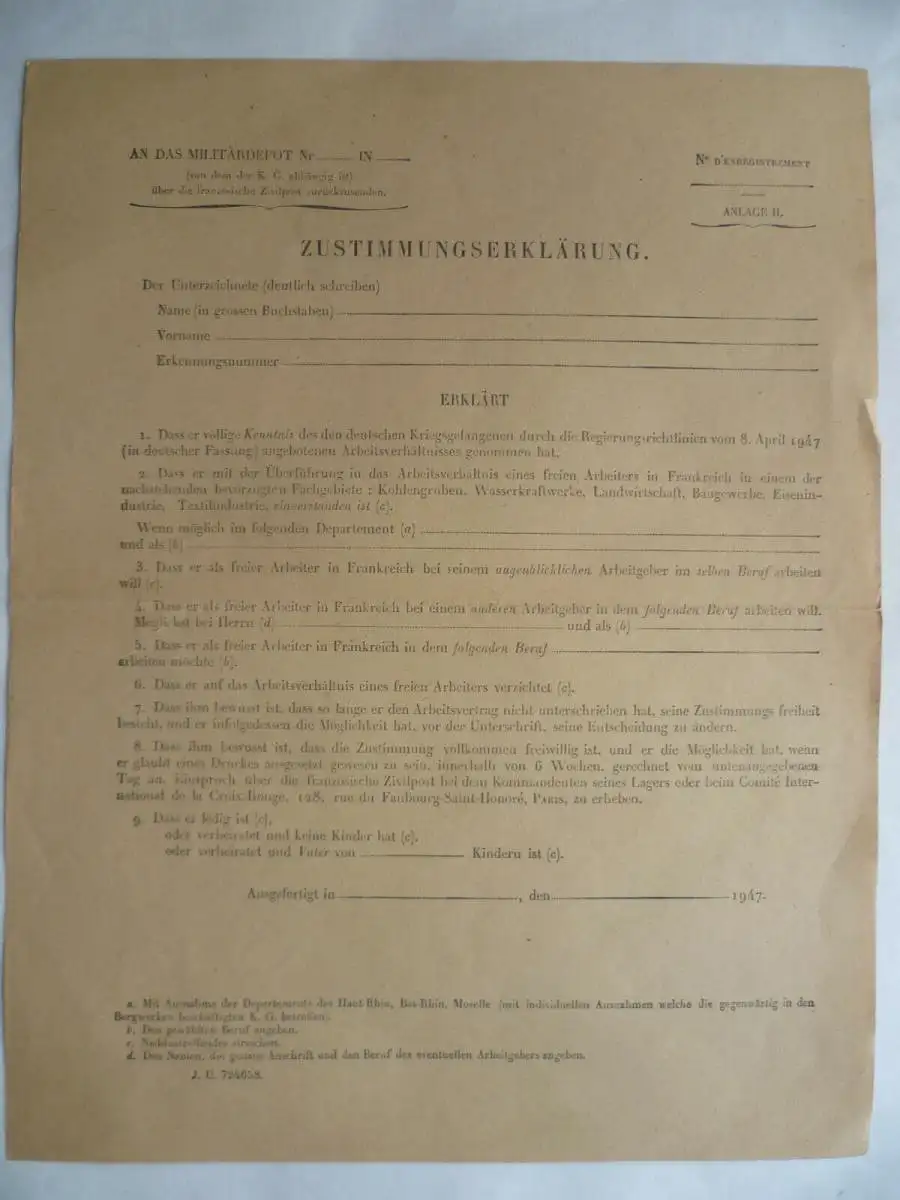 AN DAS MILITÄRDEPOT Nr ____ IN ____
(von dem der K. G. abhängig ist)
über die französische Zivilpost zurückzusenden.
N° D'ENREGISTREMENT
ANLAGE II.
ZUSTIMMUNGSERKLÄRUNG.
Der Unterzeichnete (deutlich schreiben)
Name (in grossen Buchstaben)
Vorname
Erkennungsnummer
ERKLÄRT
1. Dass er völlige Kenntnis des den deutschen Kriegsgefangenen durch die Regierungsrichtlinien vom 8. April 1947
(in deutscher Fassung) angebotenen Arbeitsverhältnisses genommen hat.
2. Dass er mit der Überführung in das Arbeitsverhältnis eines freien Arbeiters in Frankreich in einem der
nachstehenden bevorzugten Fachgebiete : Kohlengruben, Wasserkraftwerke, Landwirtschaft, Baugewerbe, Eisenin-
dustrie, Textilindustrie, einverstanden ist (c).
Wenn möglich im folgenden Departement (a)
und als (b)
3. Dass er als freier Arbeiter in Frankreich bei seinem augenblicklichen Arbeitgeber im selben Beruf arbeiten
will (c).
4. Dass er als freier Arbeiter in Frankreich bei einem anderen Arbeitgeber in dem folgenden Beruf arbeiten will.
Möglichst bei Herrn (d) ____ und als (b)
5. Dass er als freier Arbeiter in Frankreich in dem folgenden Beruf
arbeiten möchte (b).
6. Dass er auf das Arbeitsverhältnis eines freien Arbeiters verzichtet (c).
7. Dass ihm bewusst ist, dass so lange er den Arbeitsvertrag nicht unterschrieben hat, seine Zustimmungs freiheit
besteht, und er infolgedessen die Möglichkeit hat, vor der Unterschrift, seine Entscheidung zu ändern.
8. Dass ihm bewusst ist, dass die Zustimmung vollkommen freiwillig ist, und er die Möglichkeit hat, wenn
er glaubt eines Druckes ausgesetzt gewesen zu sein, innerhalb von 6 Wochen, gerechnet vom untenangegebenen
Tag an, Einspruch über die französische Zivilpost bei dem Kommandanten seines Lagers oder beim Comité Inter-
national de la Croix-Rouge, 128, rue du Faubourg-Saint-Honoré, PARIS, zu erheben.
9. Dass er ledig ist (c),
oder verheiratet und keine Kinder hat (c),
oder verheiratet und Vater von ____ Kindern ist (c).
Ausgefertigt in ____, den ____ 1947.
a. Mit Ausnahme der Departements des Haut-Rhin, Bas-Rhin, Moselle (mit individuellen Ausnahmen welche die gegenwärtig in den
Bergwerken beschäftigten K. G. betreffen).
b. Den gewählten Beruf angeben.
c. Nichtzutreffendes streichen.
d. Den Namen, die genaue Anschrift und den Beruf des eventuellen Arbeitgebers angeben.
J. U. 724658.